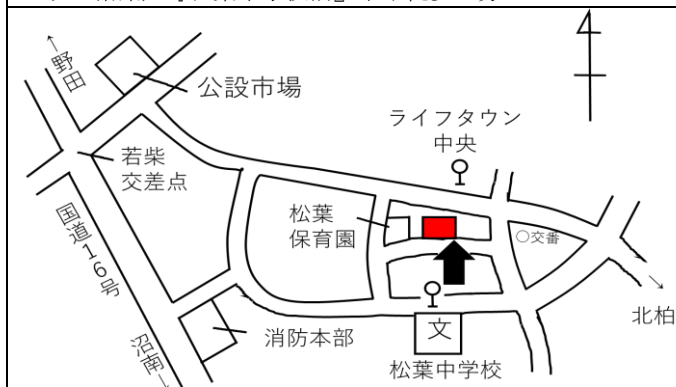 ←野田
公設市場
ライフタウン
中央
若柴
交差点
松葉
保育園
○交番
国道16号
北柏
→
消防本部
文
沼南→
松葉中学校